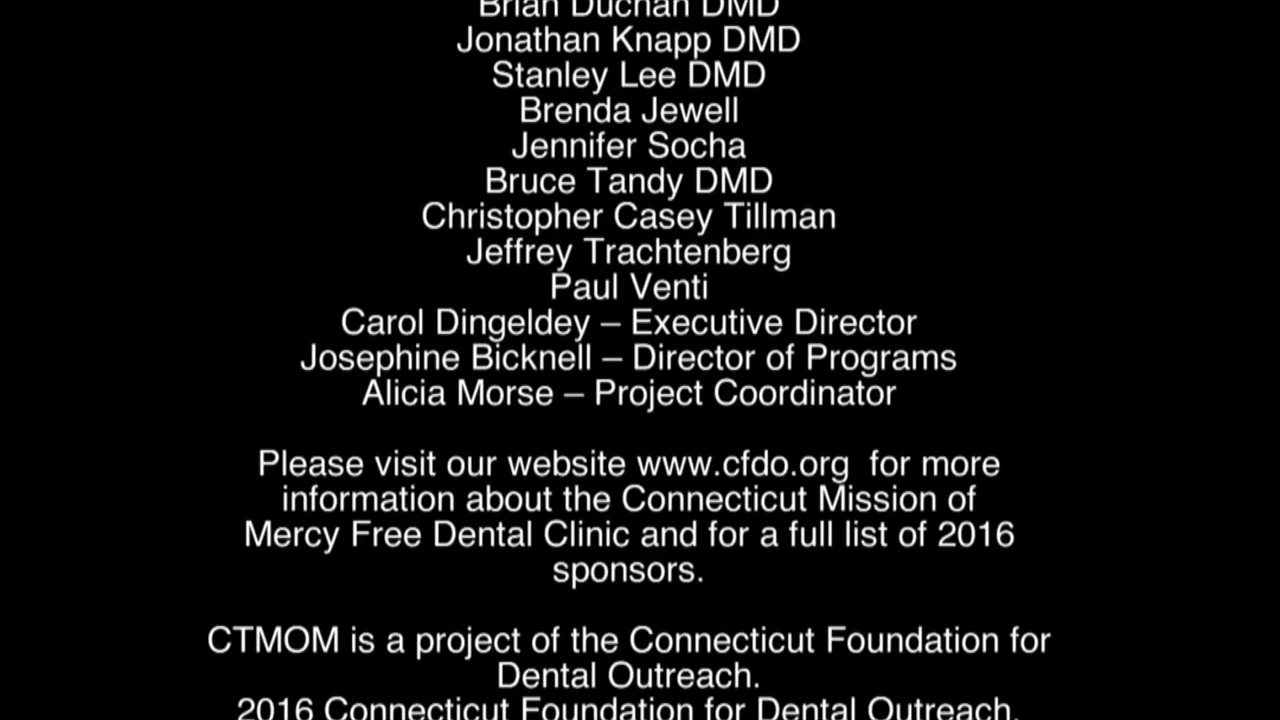 Brian Duchan DMD
Jonathan Knapp DMD
Stanley Lee DMD
Brenda Jewell
Jennifer Socha
Bruce Tandy DMD
Christopher Casey Tillman
Jeffrey Trachtenberg
Paul Venti
Carol Dingeldey – Executive Director
Josephine Bicknell – Director of Programs
Alicia Morse – Project Coordinator
Please visit our website www.cfdo.org for more
information about the Connecticut Mission of
Mercy Free Dental Clinic and for a full list of 2016
sponsors.
CTMOM is a project of the Connecticut Foundation for
Dental Outreach.
2016 Connecticut Foundation for Dental Outreach.